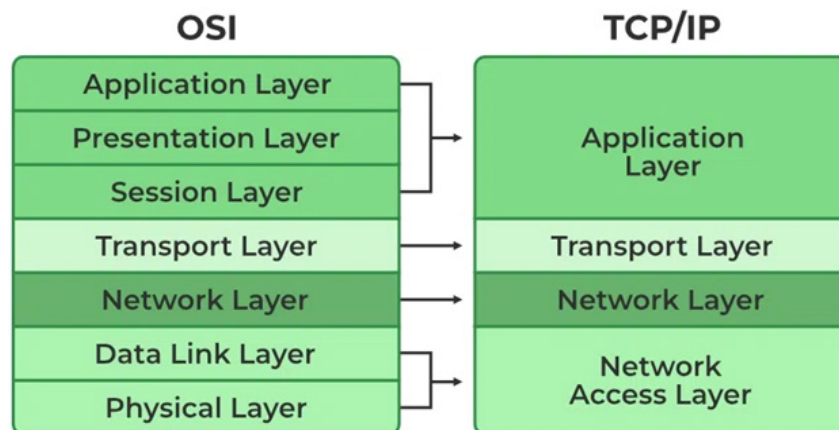 OSI
Application Layer
Presentation Layer
Session Layer
Transport Layer
Network Layer
Data Link Layer
Physical Layer
TCP/IP
Application
Layer
Transport Layer
Network Layer
Network
Access Layer